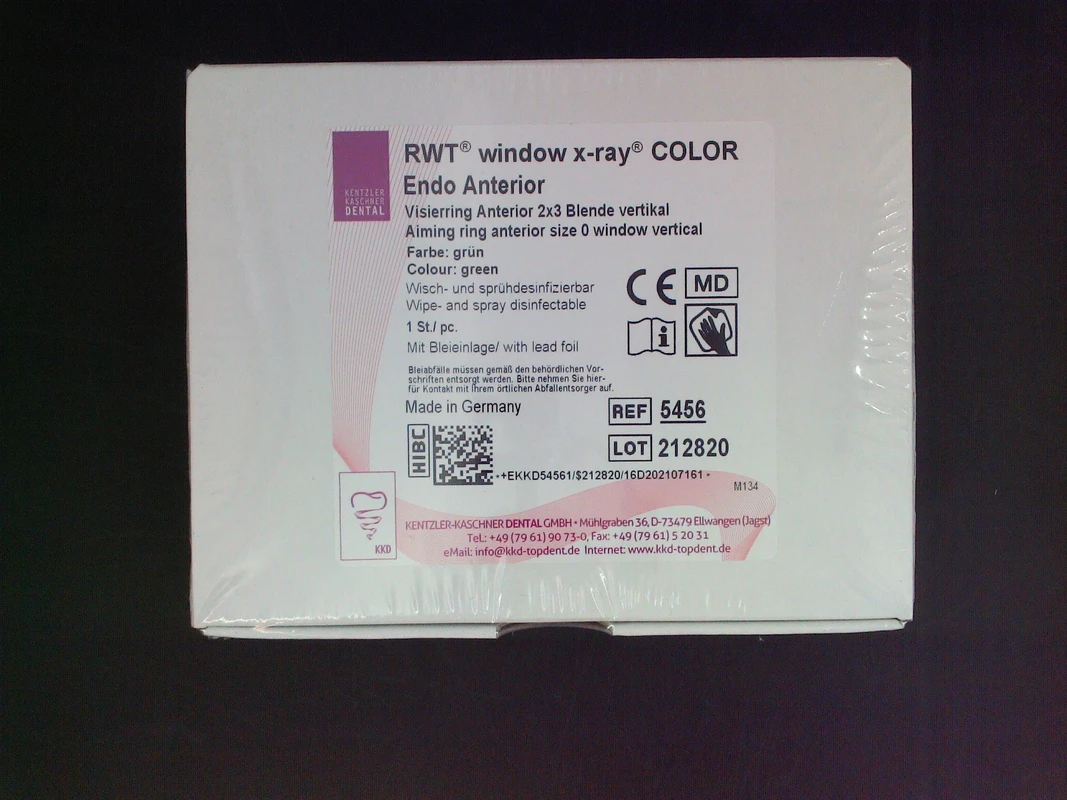 KENTZLER
KASCHNER
DENTAL
RWT® window x-ray® COLOR
Endo Anterior
Visierring Anterior 2x3 Blende vertikal
Aiming ring anterior size 0 window vertical
Farbe: grün
Colour: green
Wisch- und sprühdesinfizierbar
Wipe- and spray disinfectable
1 St./ pc.
Mit Bleieinlage/ with lead foil
CE MD
i
Bleiabfälle müssen gemäß den behördlichen Vor-
schriften entsorgt werden. Bitte nehmen Sie hier-
für Kontakt mit Ihrem örtlichen Abfallentsorger auf.
Made in Germany
REF 5456
LOT 212820
HIBC
*+EKKD54561/$212820/16D202107161*
M134
KKD
KENTZLER-KASCHNER DENTAL GMBH • Mühlgraben 36, D-73479 Ellwangen (Jagst)
Tel.: +49 (79 61) 90 73-0, Fax: +49 (79 61) 5 20 31
eMail: info@kkd-topdent.de Internet: www.kkd-topdent.de